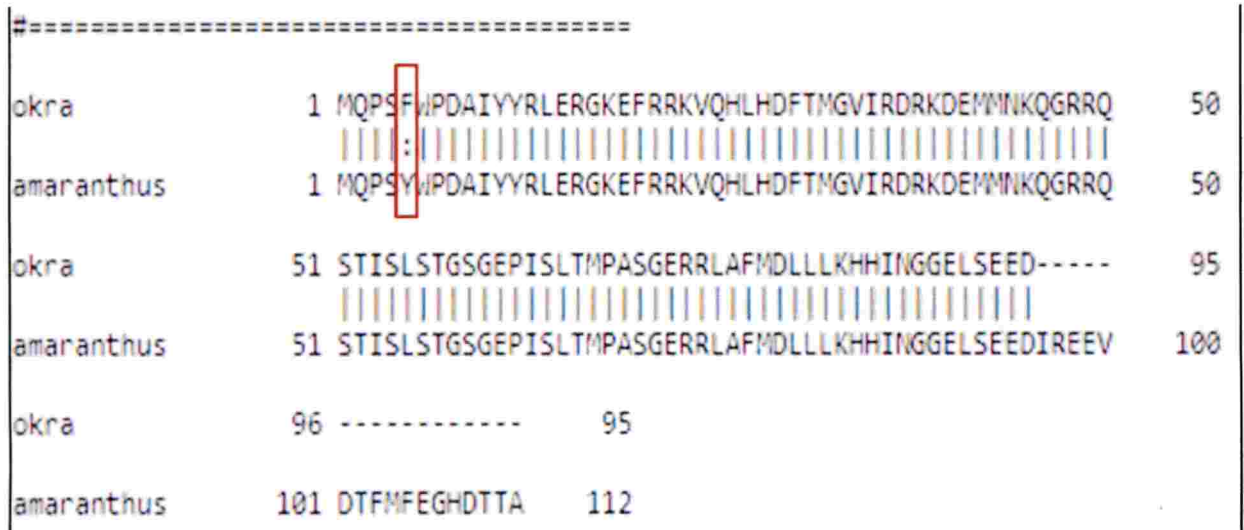 #=======================================
okra 1 MQPSFWPDAIYYRLERGKEFRRKVQHLHDFTMGVIRDRKDEMMNKQGRRQ 50
||||:|||||||||||||||||||||||||||||||||||||||||||||
amaranthus 1 MQPSYWPDAIYYRLERGKEFRRKVQHLHDFTMGVIRDRKDEMMNKQGRRQ 50
okra 51 STISLSTGSGEPISLTMPASGERRLAFMDLLLKHHINGGELSEED----- 95
|||||||||||||||||||||||||||||||||||||||||||||
amaranthus 51 STISLSTGSGEPISLTMPASGERRLAFMDLLLKHHINGGELSEEDIREEV 100
okra 96 ------------ 95
amaranthus 101 DTFMFEGHDTTA 112